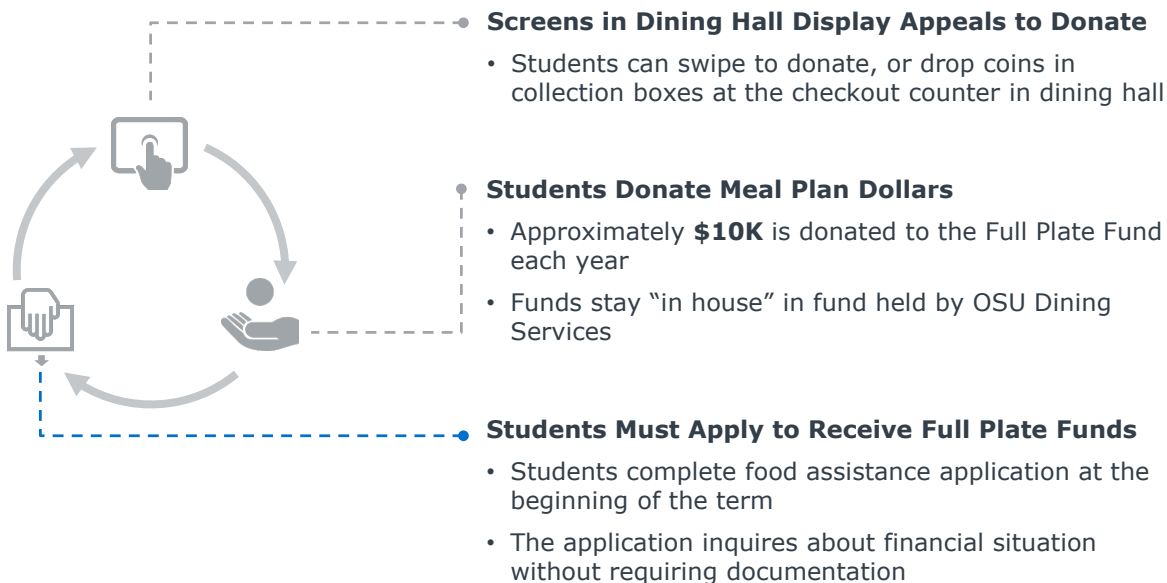 Screens in Dining Hall Display Appeals to Donate
• Students can swipe to donate, or drop coins in
collection boxes at the checkout counter in dining hall
Students Donate Meal Plan Dollars
• Approximately $10K is donated to the Full Plate Fund
each year
• Funds stay “in house” in fund held by OSU Dining
Services
Students Must Apply to Receive Full Plate Funds
• Students complete food assistance application at the
beginning of the term
• The application inquires about financial situation
without requiring documentation